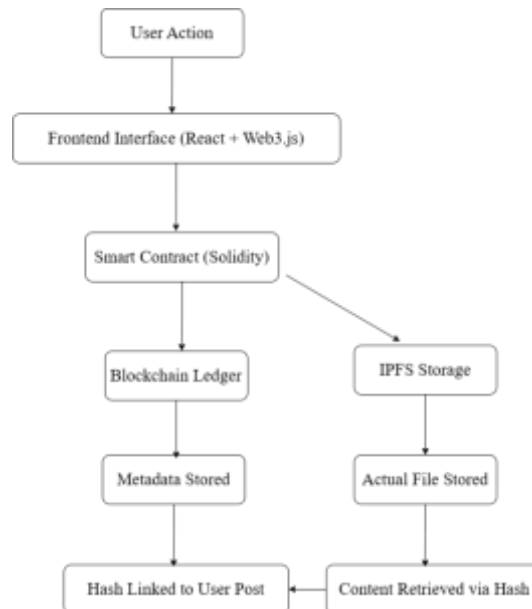 User Action
Frontend Interface (React + Web3.js)
Smart Contract (Solidity)
Blockchain Ledger
IPFS Storage
Metadata Stored
Actual File Stored
Hash Linked to User Post
Content Retrieved via Hash